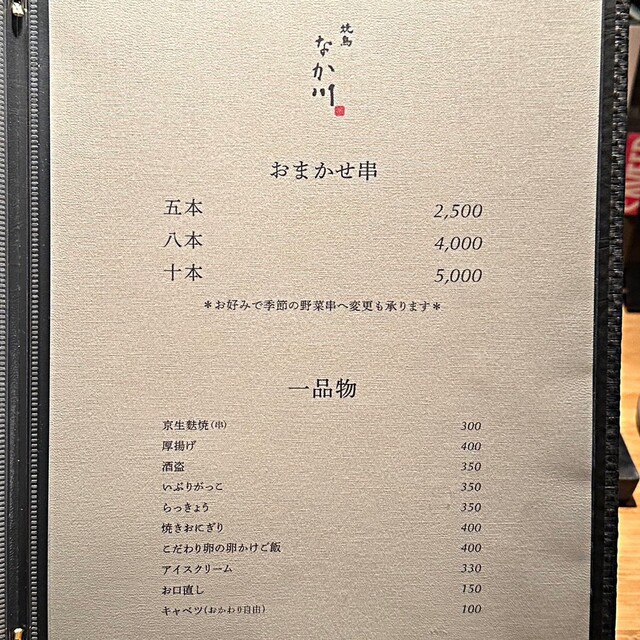 焼鳥
なか川
おまかせ串
五本 2,500
八本 4,000
十本 5,000
*お好みで季節の野菜串へ変更も承ります*
一品物
京生麩焼(串) 300
厚揚げ 400
酒盗 350
いぶりがっこ 350
らっきょう 350
焼きおにぎり 400
こだわり卵の卵かけご飯 400
アイスクリーム 330
お口直し 150
キャベツ(おかわり自由) 100